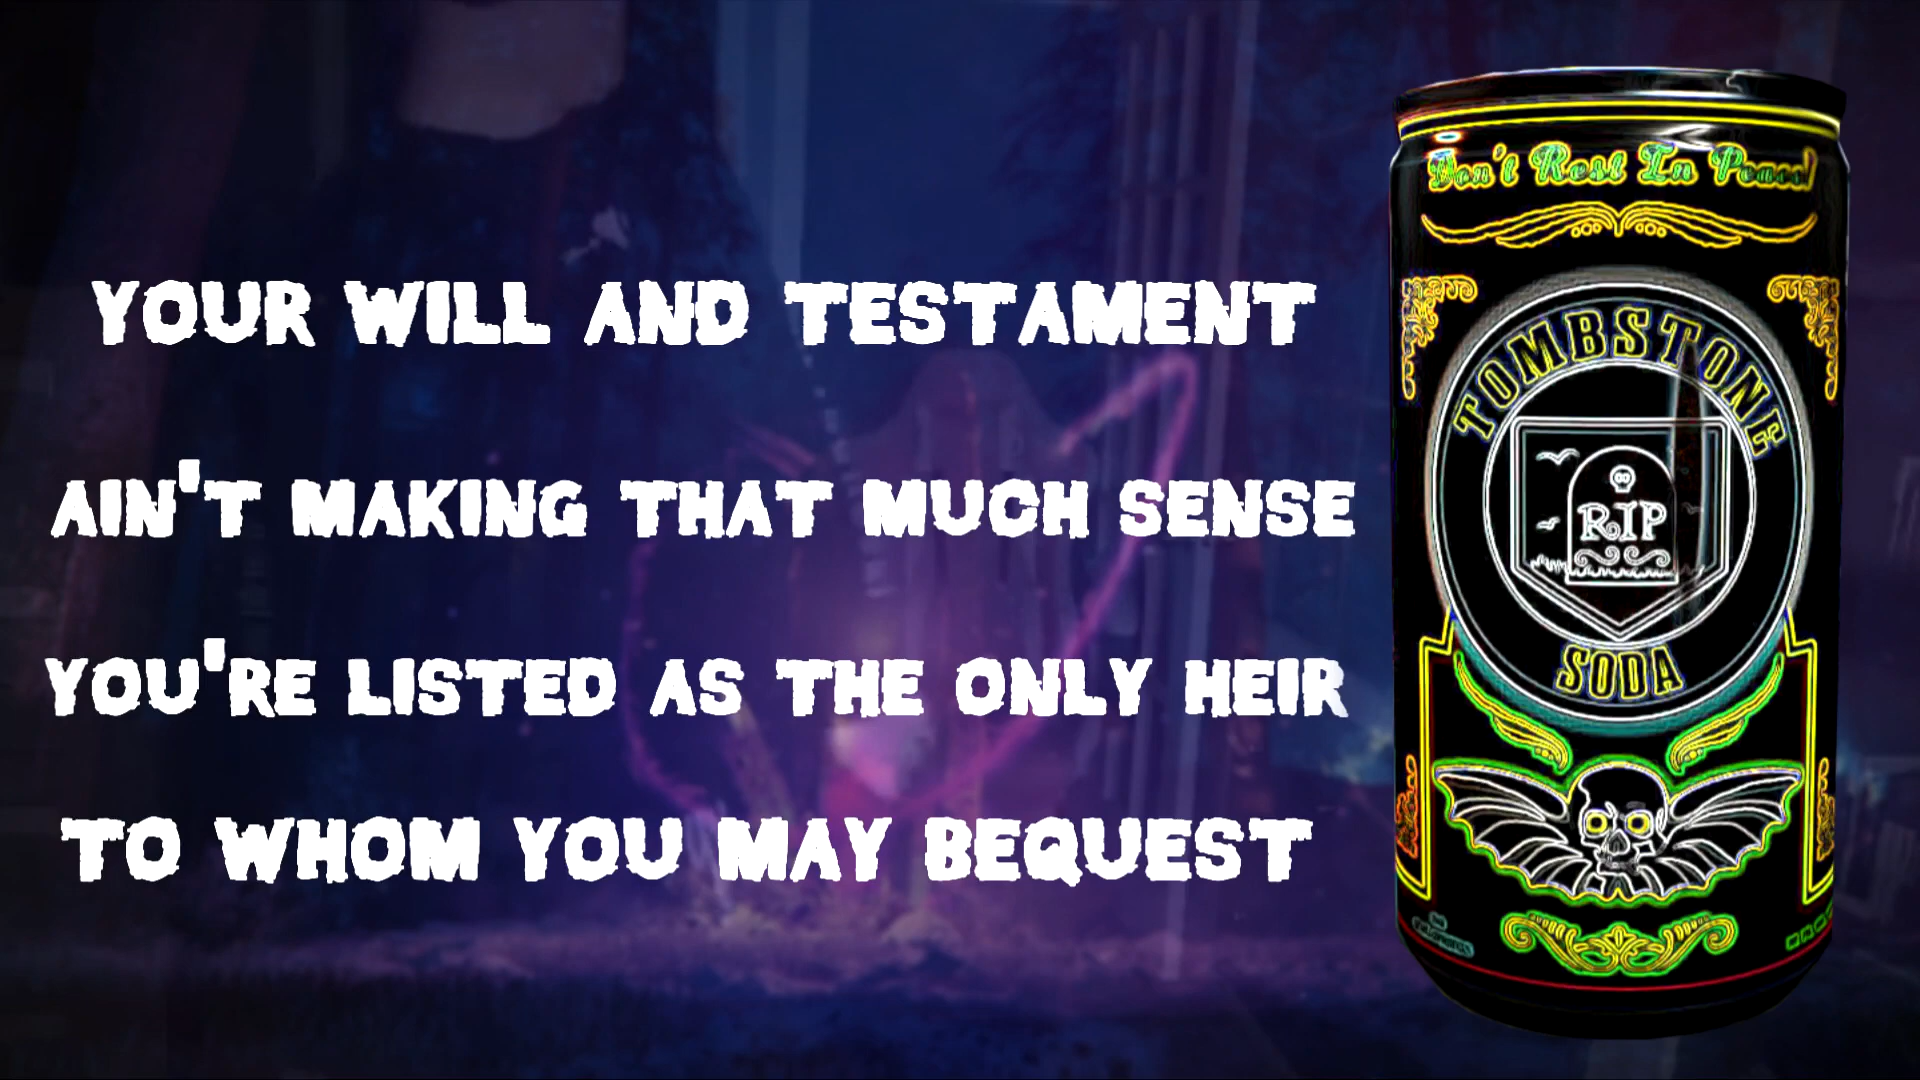 YOUR WILL AND TESTAMENT
AIN'T MAKING THAT MUCH SENSE
YOU'RE LISTED AS THE ONLY HEIR
TO WHOM YOU MAY BEQUEST
Don't Rest In Peace!
TOMBSTONE
RIP
SODA